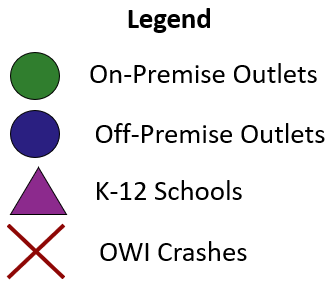 Legend
On-Premise Outlets
Off-Premise Outlets
K-12 Schools
OWI Crashes